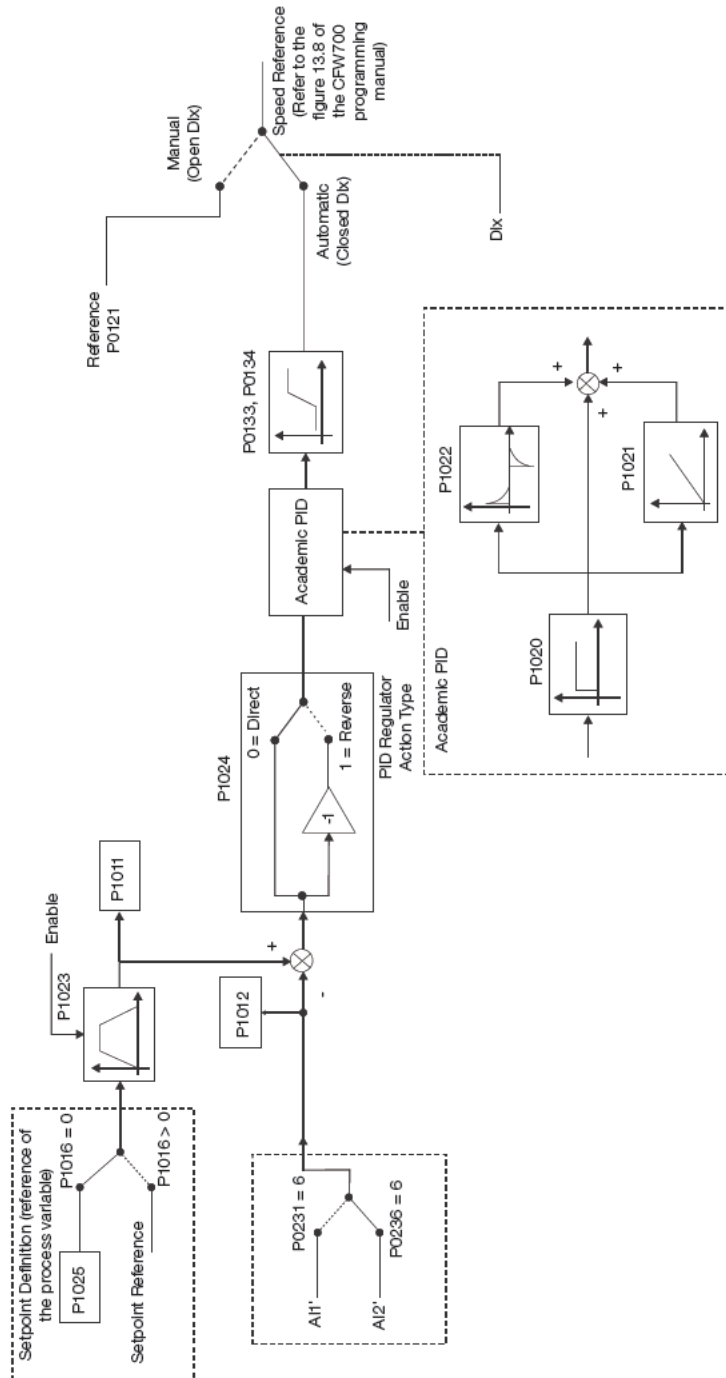 Setpoint Definition (reference of
the process variable)
P1025
P1016 = 0
P1016 > 0
Setpoint Reference
P1023
Enable
P1011
AI1'
P0231 = 6
AI2'
P0236 = 6
P1012
+
-
P1024
0 = Direct
-1
1 = Reverse
PID Regulator
Action Type
Academic PID
Enable
P0133, P0134
Reference
P0121
Manual
(Open DIx)
Automatic
(Closed DIx)
Speed Reference
(Refer to the
figure 13.8 of
the CFW700
programming
manual)
DIx
Academic PID
P1020
P1022
P1021
+
+
+